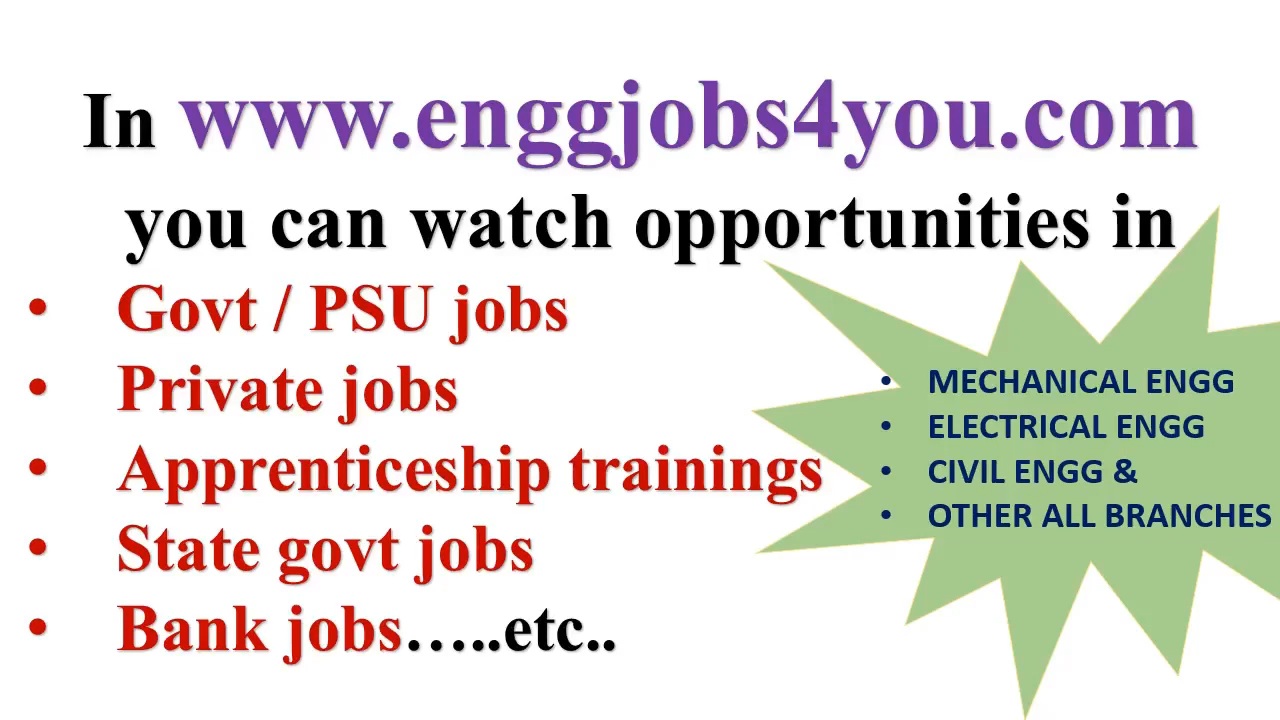 In www.enggjobs4you.com
you can watch opportunities in
• Govt / PSU jobs
• Private jobs
• Apprenticeship trainings
• State govt jobs
• Bank jobs…..etc..
• MECHANICAL ENGG
• ELECTRICAL ENGG
• CIVIL ENGG &
• OTHER ALL BRANCHES